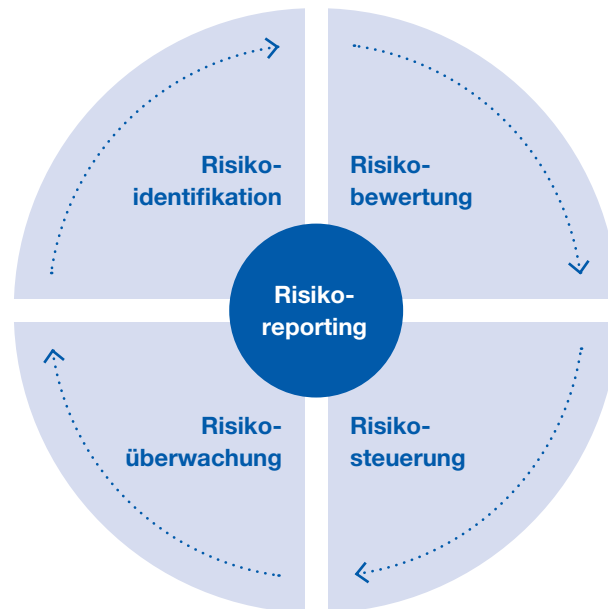 Risiko-
identifikation
Risiko-
bewertung
Risiko-
reporting
Risiko-
überwachung
Risiko-
steuerung